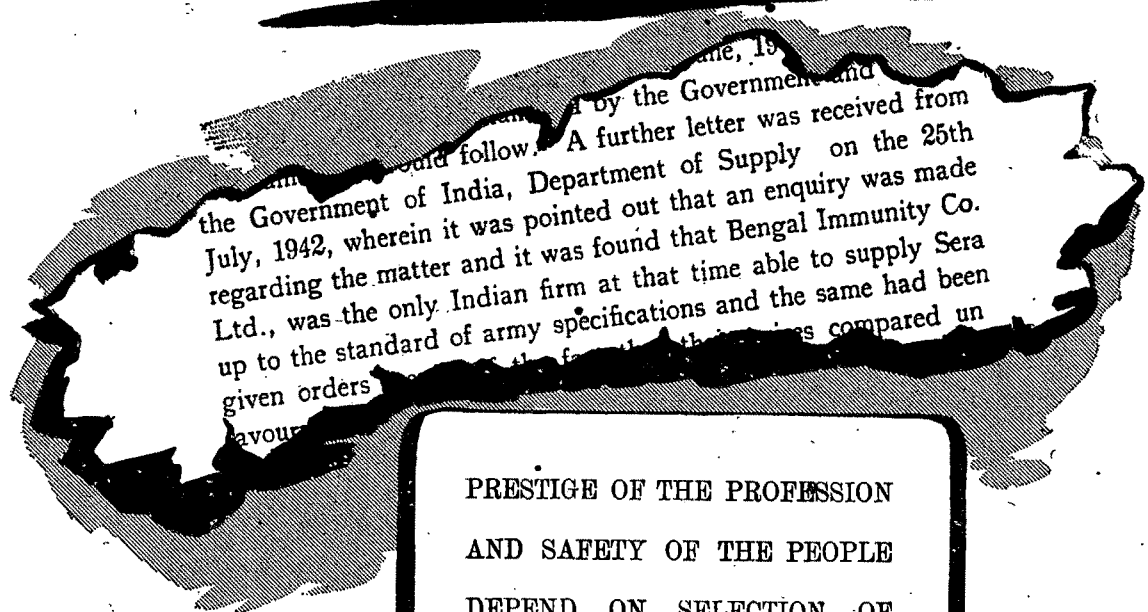 by the Government and
follow. A further letter was received from
the Government of India, Department of Supply on the 25th
July, 1942, wherein it was pointed out that an enquiry was made
regarding the matter and it was found that Bengal Immunity Co.
Ltd., was the only Indian firm at that time able to supply Sera
up to the standard of army specifications and the same had been
given orders compared un
PRESTIGE OF THE PROFESSION
AND SAFETY OF THE PEOPLE
DEPEND ON SELECTION OF